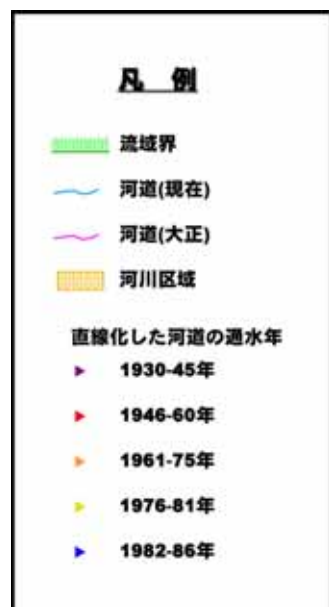 凡 例
流域界
河道(現在)
河道(大正)
河川区域
直線化した河道の通水年
1930-45年
1946-60年
1961-75年
1976-81年
1982-86年